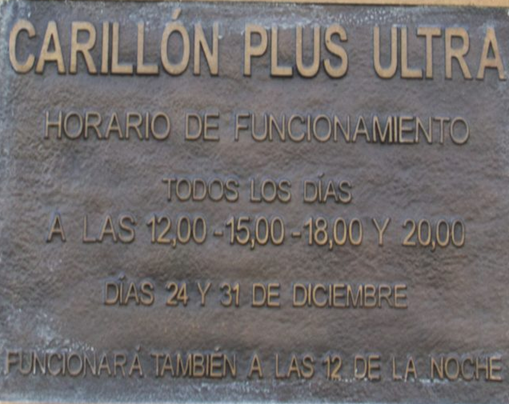 CARILLÓN PLUS ULTRA
HORARIO DE FUNCIONAMIENTO
TODOS LOS DÍAS
A LAS 12,00-15,00-18,00 Y 20,00
DÍAS 24 Y 31 DE DICIEMBRE
FUNCIONARÁ TAMBIÉN A LAS 12 DE LA NOCHE